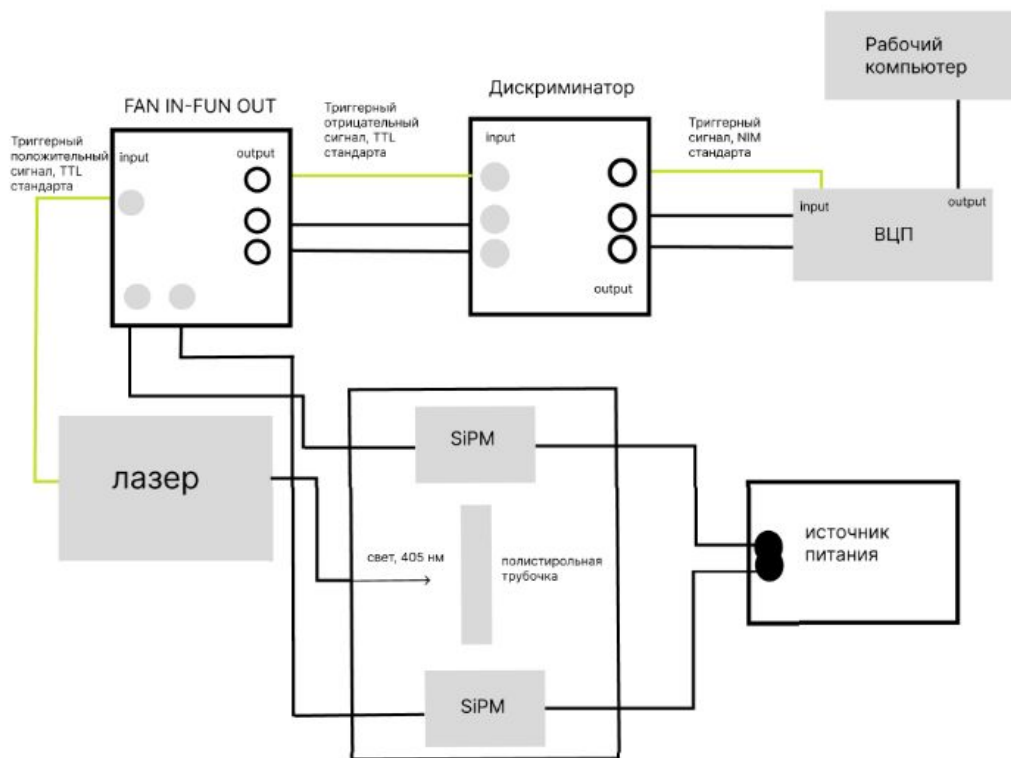 Рабочий
компьютер
Дискриминатор
FAN IN-FUN OUT
Триггерный
отрицательный
сигнал, TTL
стандарта
Триггерный
сигнал, NIM
стандарта
Триггерный
положительный
сигнал, TTL
стандарта
input
output
input
output
input
output
ВЦП
SiPM
лазер
источник
питания
свет, 405 нм
полистирольная
трубочка
SiPM